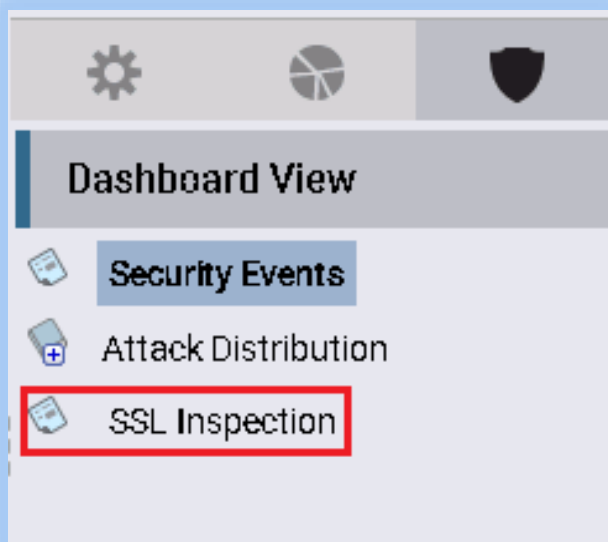 Dashboard View
Security Events
Attack Distribution
SSL Inspection